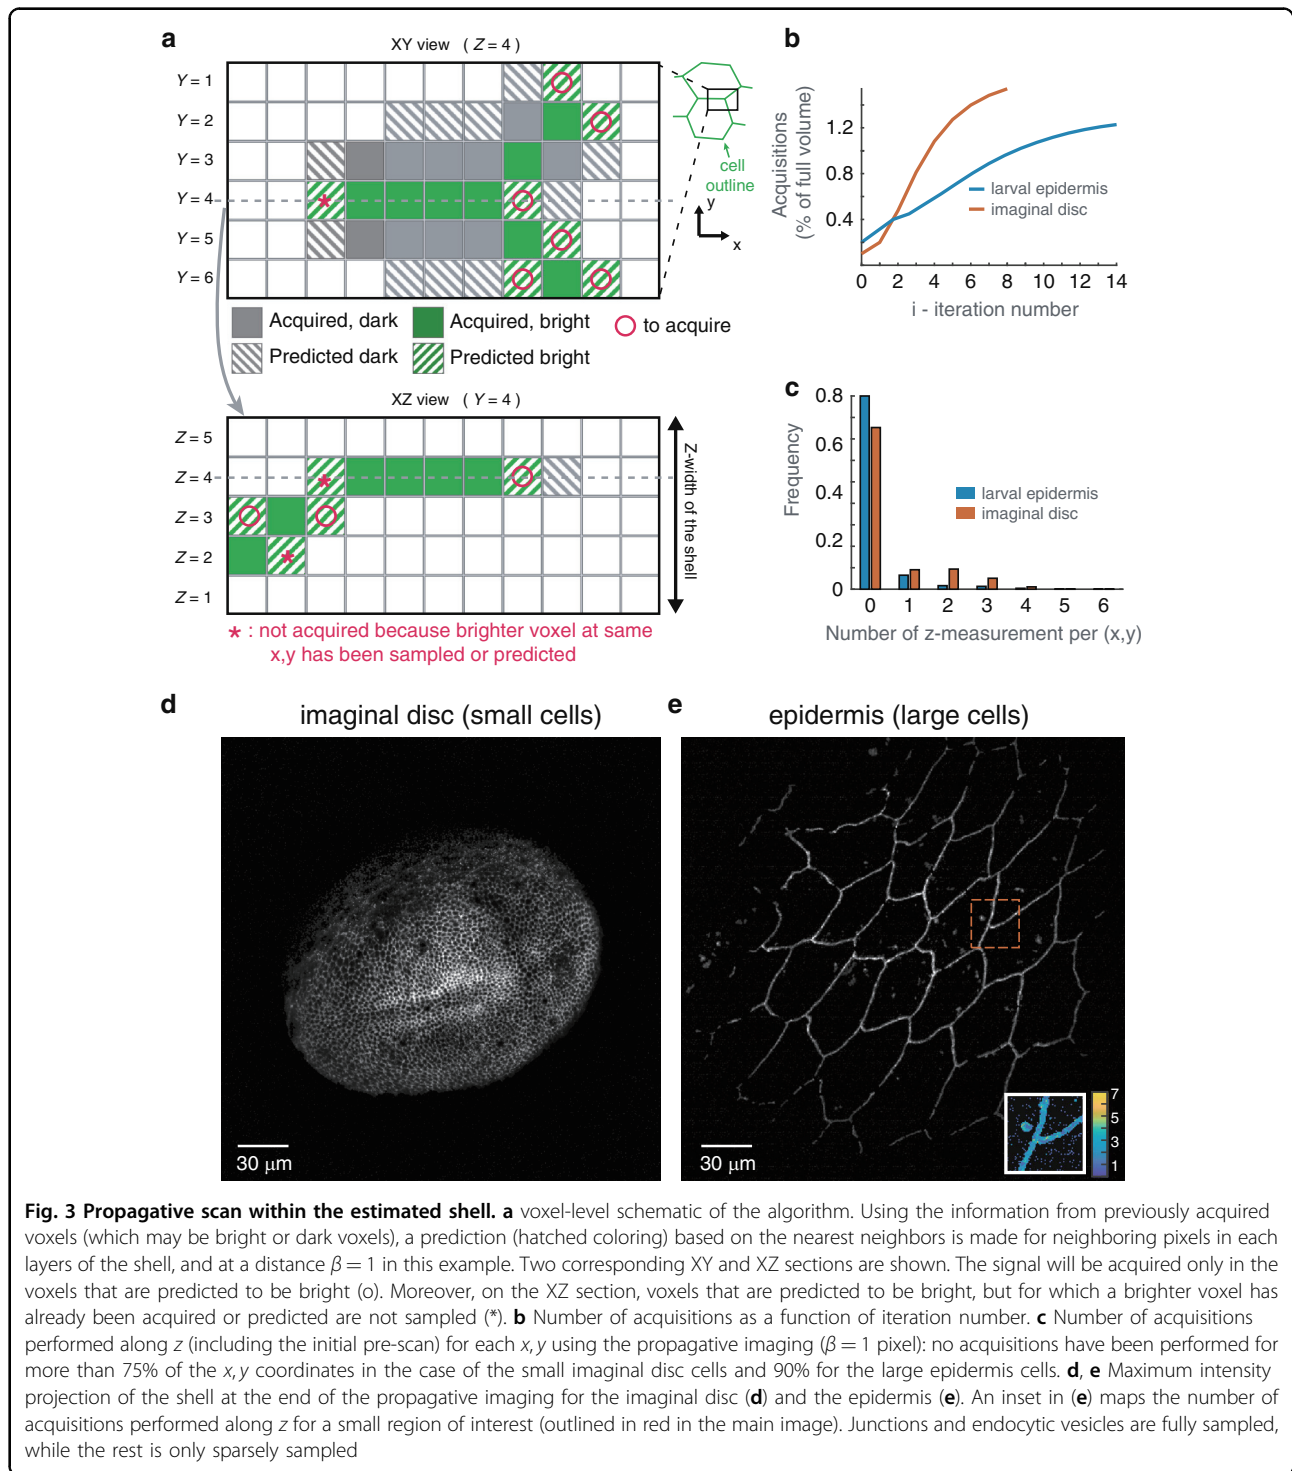 a
XY view ( Z = 4 )
Y = 1
Y = 2
Y = 3
Y = 4
Y = 5
Y = 6
cell
outline
y
x
Acquired, dark
Acquired, bright
to acquire
Predicted dark
Predicted bright
XZ view ( Y = 4 )
Z = 5
Z = 4
Z = 3
Z = 2
Z = 1
Z-width of the shell
* : not acquired because brighter voxel at same
x,y has been sampled or predicted
b
Acquisitions
(% of full volume)
1.2
0.8
0.4
larval epidermis
imaginal disc
0 2 4 6 8 10 12 14
i - iteration number
c
Frequency
0.8
0.6
0.4
0.2
0
larval epidermis
imaginal disc
0 1 2 3 4 5 6
Number of z-measurement per (x,y)
d
imaginal disc (small cells)
30 μm
e
epidermis (large cells)
30 μm
7
5
3
1
Fig. 3 Propagative scan within the estimated shell. a voxel-level schematic of the algorithm. Using the information from previously acquired
voxels (which may be bright or dark voxels), a prediction (hatched coloring) based on the nearest neighbors is made for neighboring pixels in each
layers of the shell, and at a distance β = 1 in this example. Two corresponding XY and XZ sections are shown. The signal will be acquired only in the
voxels that are predicted to be bright (o). Moreover, on the XZ section, voxels that are predicted to be bright, but for which a brighter voxel has
already been acquired or predicted are not sampled (*). b Number of acquisitions as a function of iteration number. c Number of acquisitions
performed along z (including the initial pre-scan) for each x, y using the propagative imaging (β = 1 pixel): no acquisitions have been performed for
more than 75% of the x, y coordinates in the case of the small imaginal disc cells and 90% for the large epidermis cells. d, e Maximum intensity
projection of the shell at the end of the propagative imaging for the imaginal disc (d) and the epidermis (e). An inset in (e) maps the number of
acquisitions performed along z for a small region of interest (outlined in red in the main image). Junctions and endocytic vesicles are fully sampled,
while the rest is only sparsely sampled